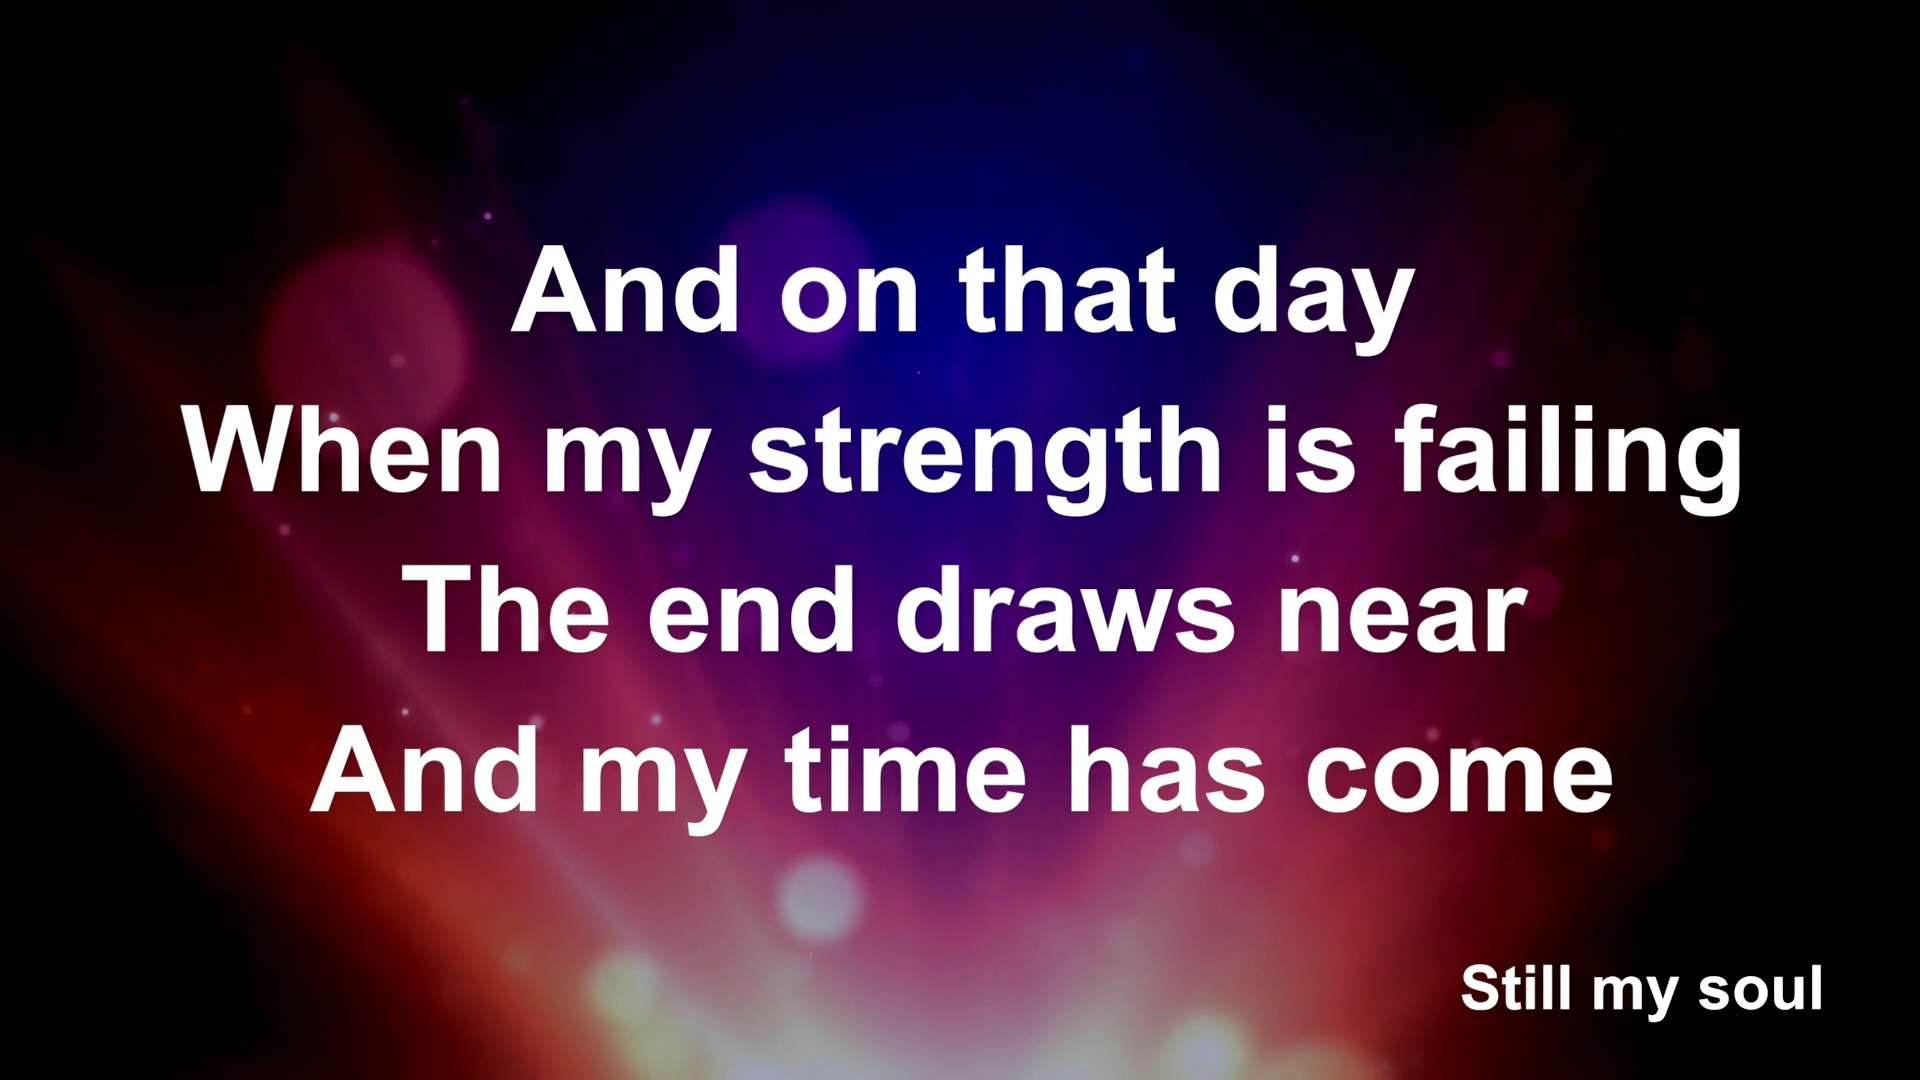 And on that day
When my strength is failing
The end draws near
And my time has come
Still my soul